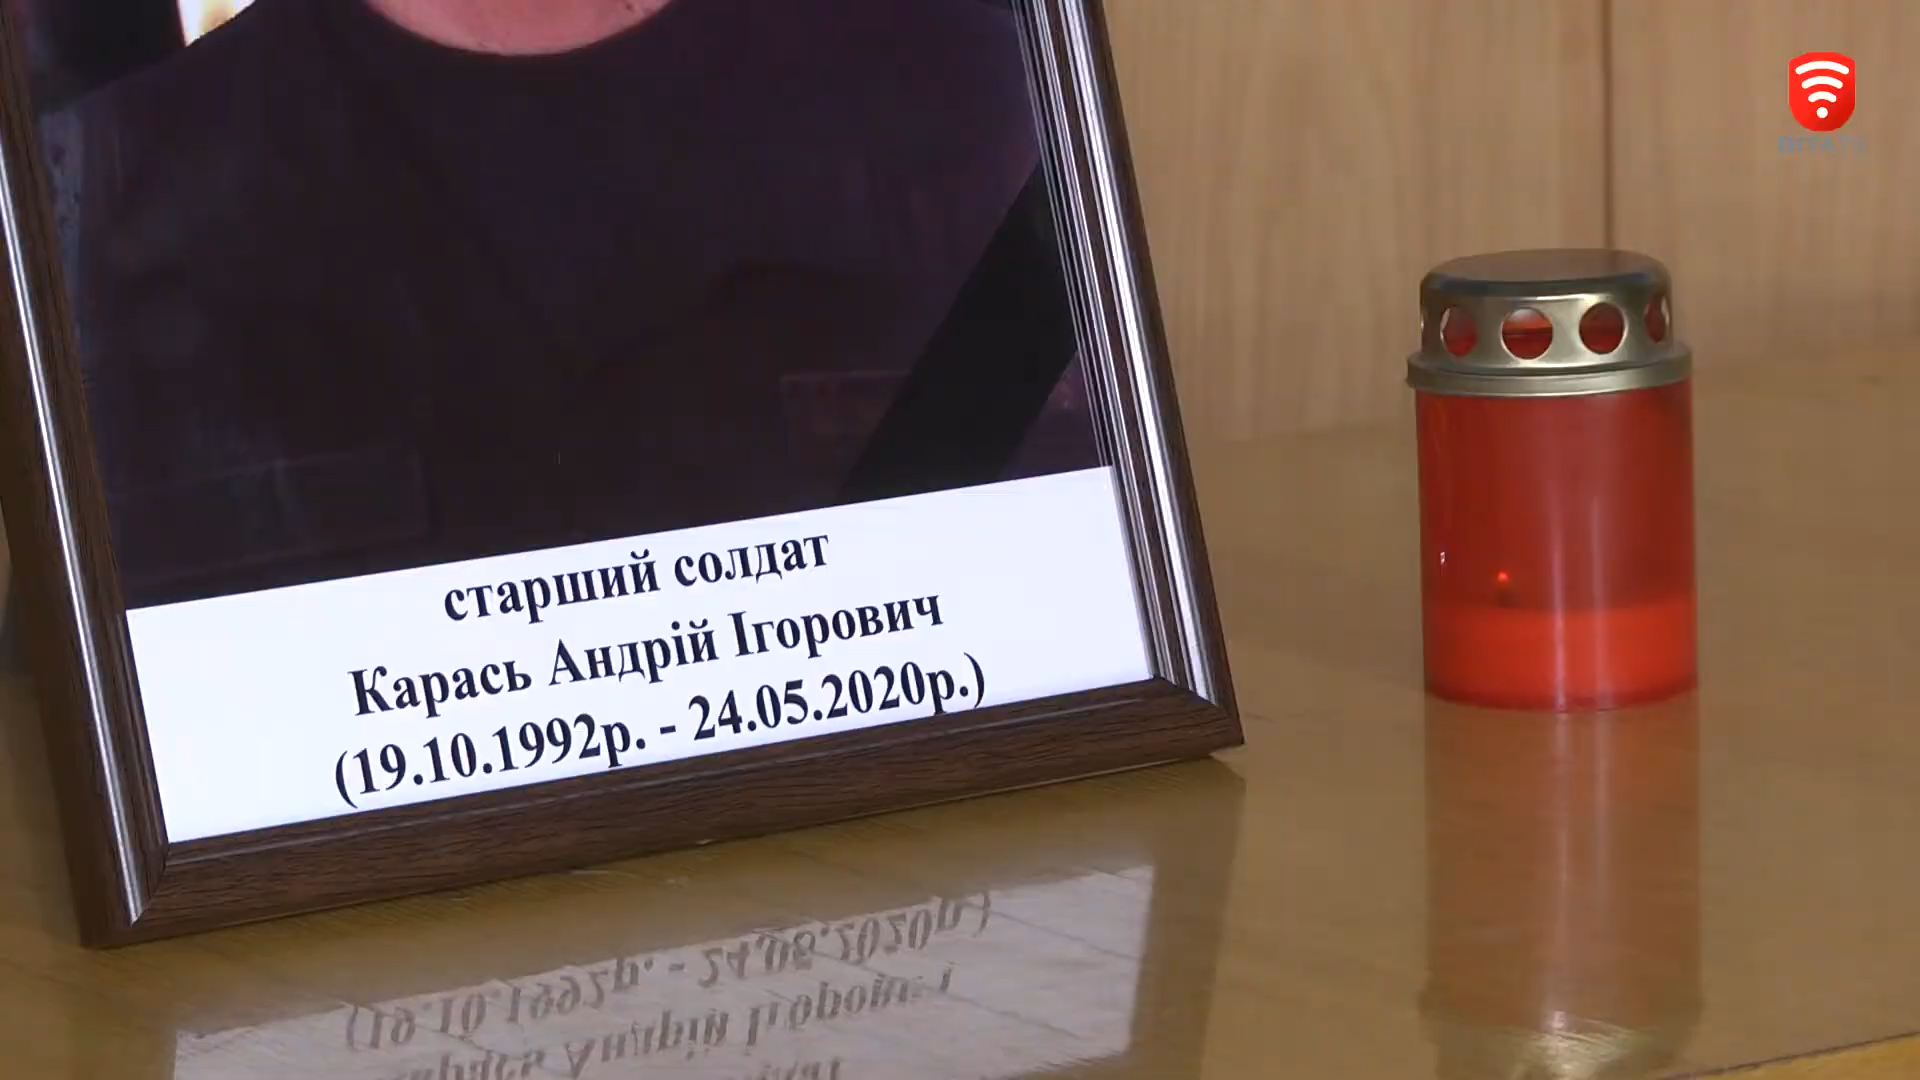 старший солдат
Карась Андрій Ігорович
(19.10.1992р. - 24.05.2020р.)